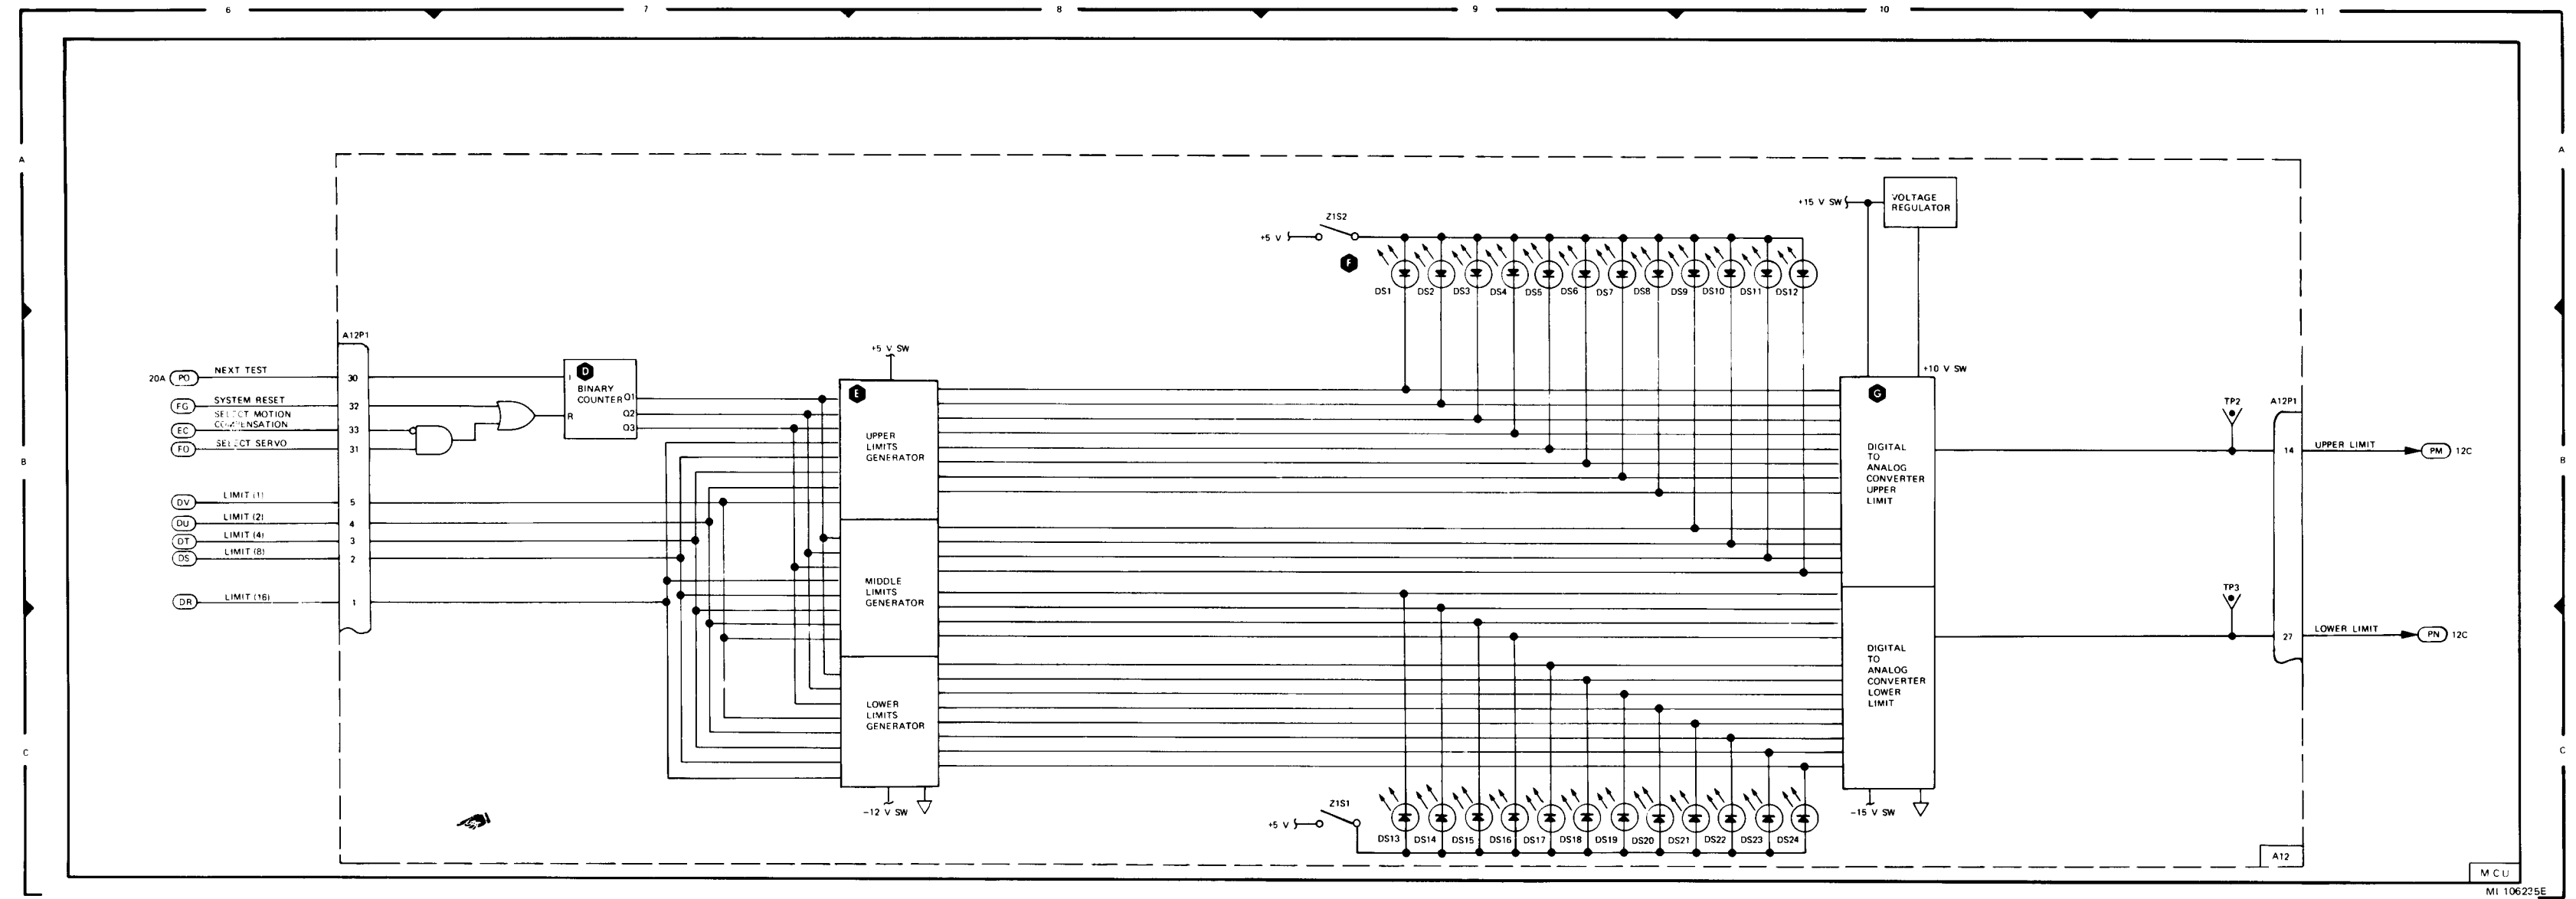 6 7 8 9 10 11
A A
Z1S2
+5 V
F
DS1 DS2 DS3 DS4 DS5 DS6 DS7 DS8 DS9 DS10 DS11 DS12
+15 V SW
VOLTAGE
REGULATOR
+10 V SW
A12P1
20A PO NEXT TEST 30
FG SYSTEM RESET 32
SELECT MOTION
COMPENSATION
EC 33
FO SELECT SERVO 31
DV LIMIT (1) 5
DU LIMIT (2) 4
DT LIMIT (4) 3
DS LIMIT (8) 2
DR LIMIT (16) 1
D
I
BINARY
COUNTER
R
Q1
Q2
Q3
+5 V SW
E
UPPER
LIMITS
GENERATOR
MIDDLE
LIMITS
GENERATOR
LOWER
LIMITS
GENERATOR
-12 V SW
G
DIGITAL
TO
ANALOG
CONVERTER
UPPER
LIMIT
DIGITAL
TO
ANALOG
CONVERTER
LOWER
LIMIT
-15 V SW
TP2
A12P1
14 UPPER LIMIT PM 12C
TP3
27 LOWER LIMIT PN 12C
B B
C C
Z1S1
+5 V
DS13 DS14 DS15 DS16 DS17 DS18 DS19 DS20 DS21 DS22 DS23 DS24
A12
MCU
MI 106235E